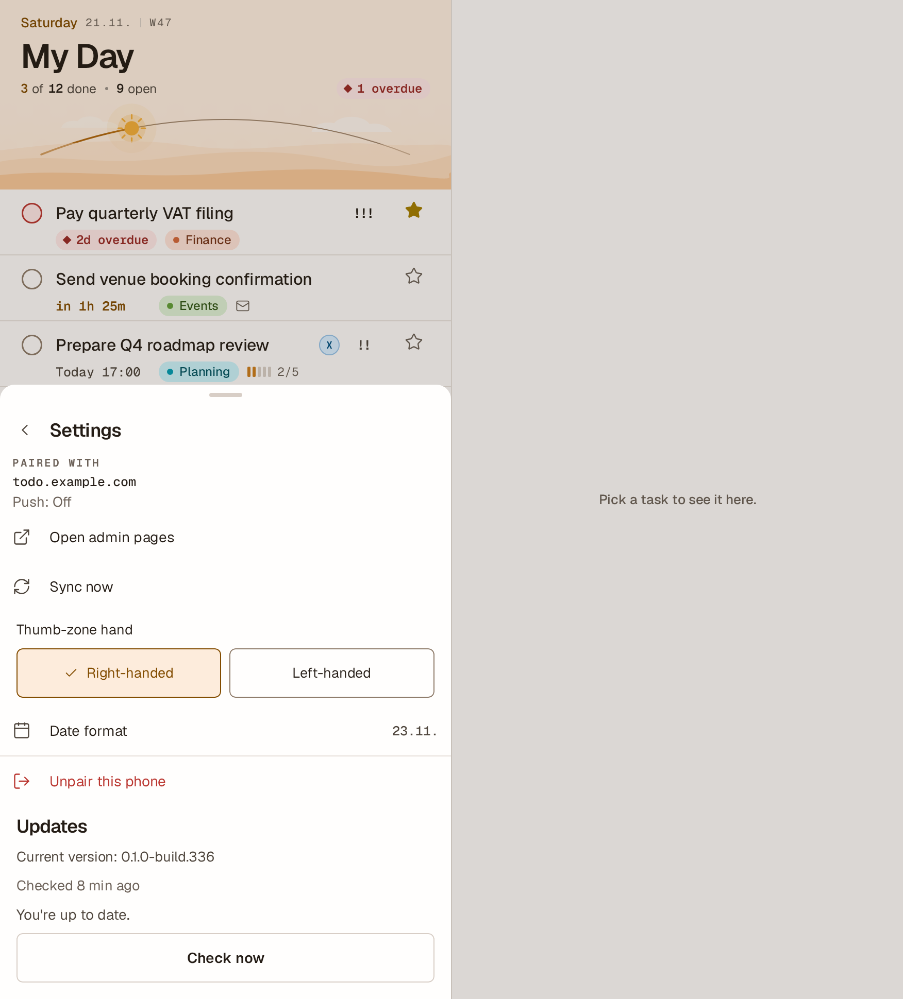 Saturday 21.11. | W47
My Day
3 of 12 done • 9 open
1 overdue
Pay quarterly VAT filing !!!
2d overdue Finance
Send venue booking confirmation
in 1h 25m Events
Prepare Q4 roadmap review X !!
Today 17:00 Planning 2/5
Settings
PAIRED WITH
todo.example.com
Push: Off
Open admin pages
Sync now
Thumb-zone hand
Right-handed Left-handed
Date format 23.11.
Unpair this phone
Updates
Current version: 0.1.0-build.336
Checked 8 min ago
You're up to date.
Check now
Pick a task to see it here.